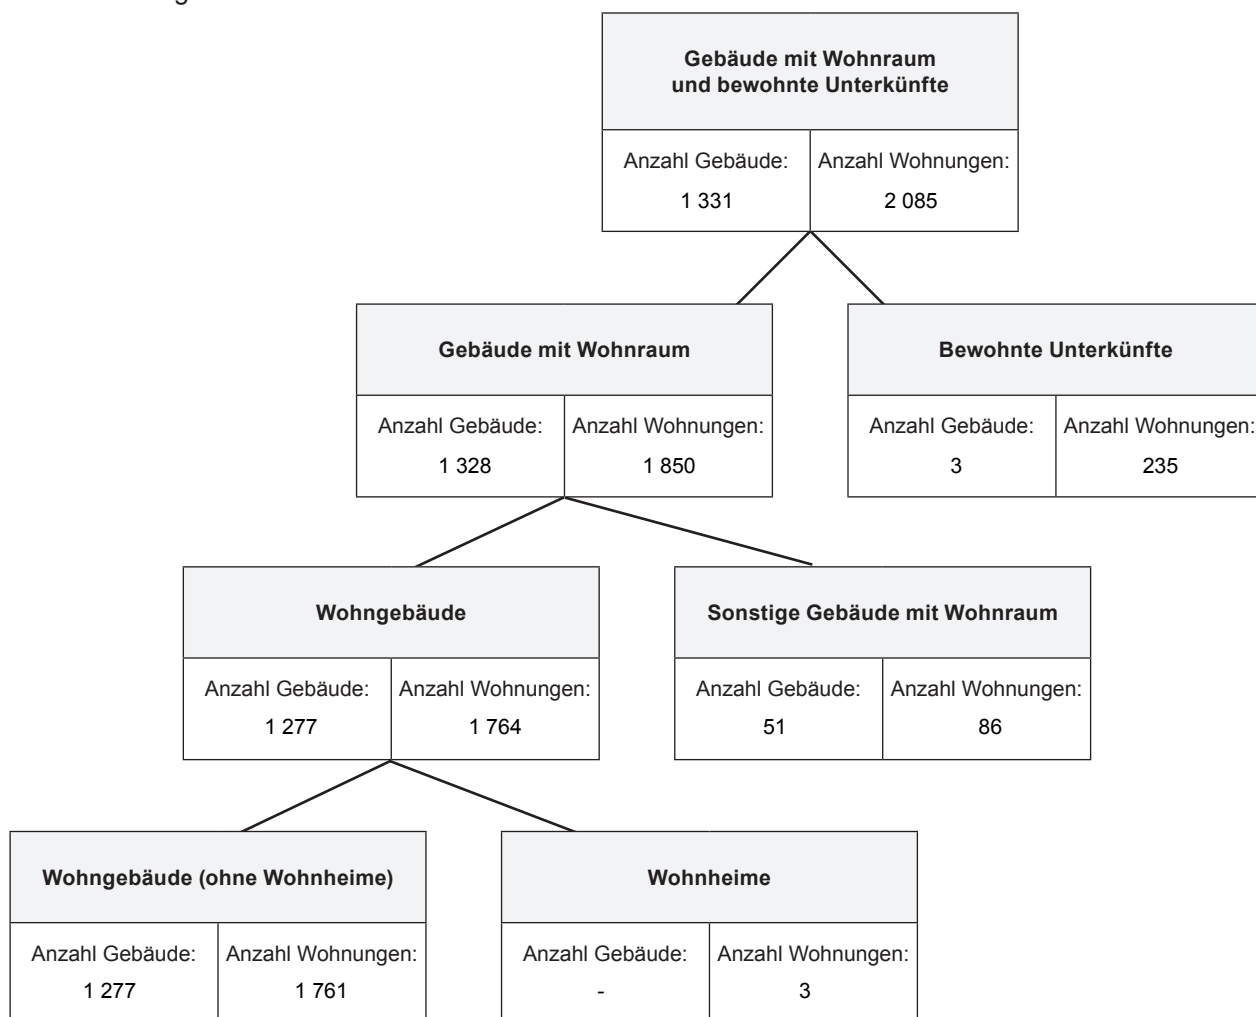 Gebäude mit Wohnraum
und bewohnte Unterkünfte
Anzahl Gebäude: Anzahl Wohnungen:
1 331 2 085
Gebäude mit Wohnraum Bewohnte Unterkünfte
Anzahl Gebäude: Anzahl Wohnungen: Anzahl Gebäude: Anzahl Wohnungen:
1 328 1 850 3 235
Wohngebäude Sonstige Gebäude mit Wohnraum
Anzahl Gebäude: Anzahl Wohnungen: Anzahl Gebäude: Anzahl Wohnungen:
1 277 1 764 51 86
Wohngebäude (ohne Wohnheime) Wohnheime
Anzahl Gebäude: Anzahl Wohnungen: Anzahl Gebäude: Anzahl Wohnungen:
1 277 1 761 - 3